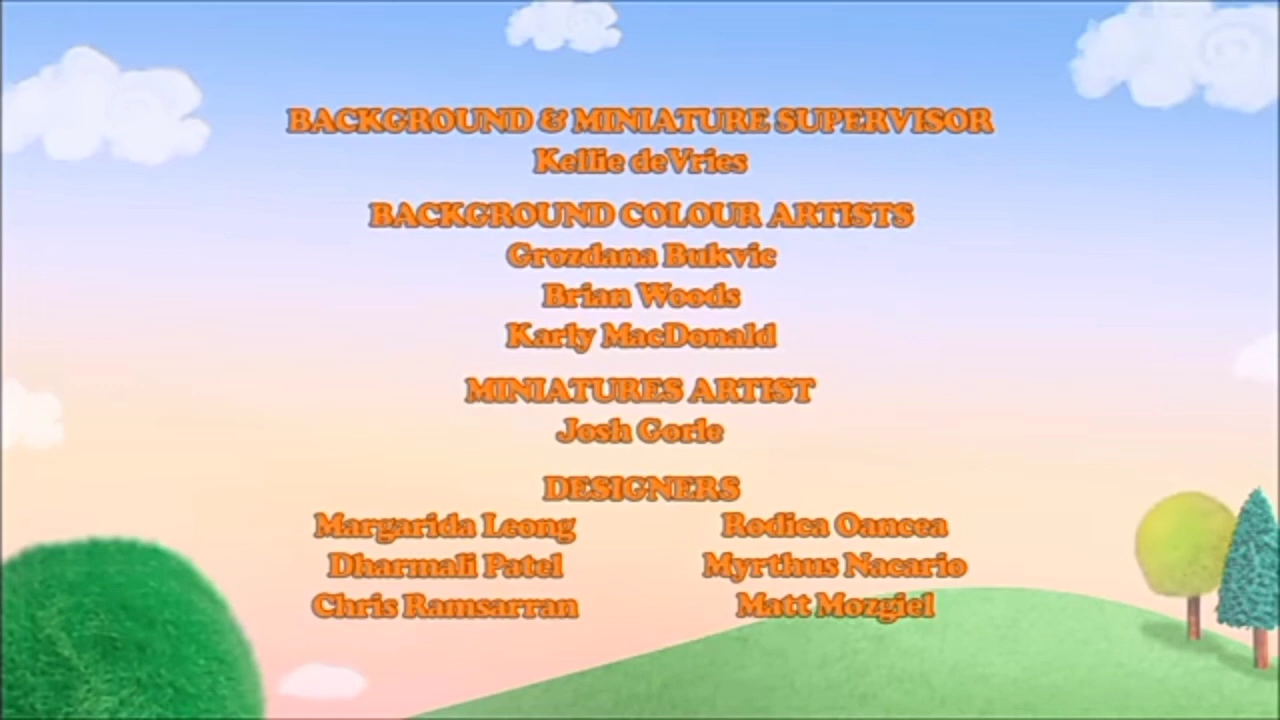 BACKGROUND & MINIATURE SUPERVISOR
Kellie deVries
BACKGROUND COLOUR ARTISTS
Grozdana Bukvic
Brian Woods
Karly MacDonald
MINIATURES ARTIST
Josh Gorle
DESIGNERS
Margarida Leong Rodica Oancea
Dharmali Patel Myrthus Nacario
Chris Ramsarran Matt Mozgiel